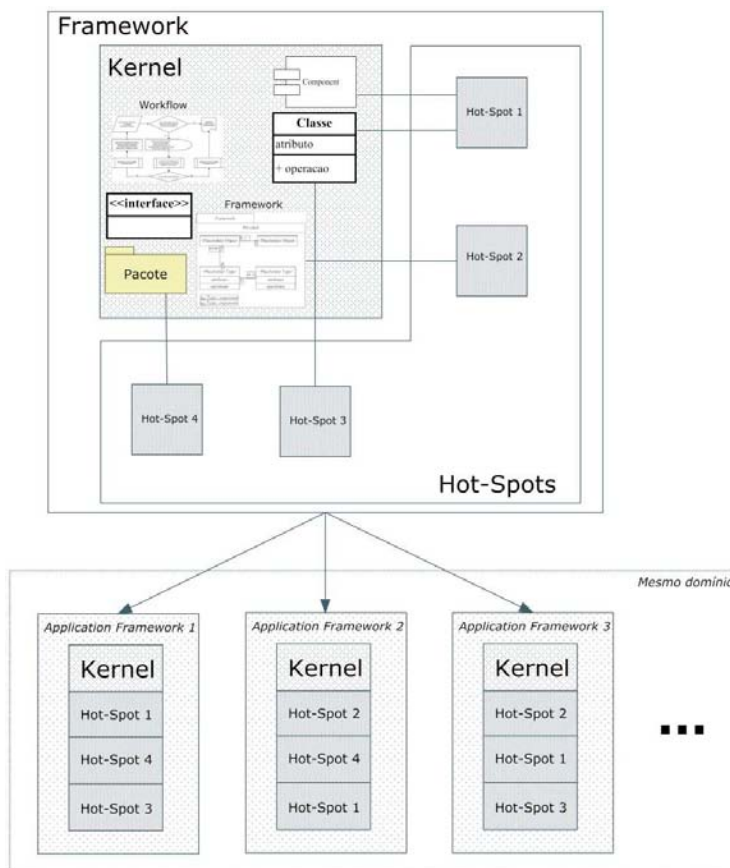 Framework
Kernel
Component
Workflow
Classe
atributo
+ operacao
<<interface>>
Framework
Pacote
Hot-Spot 1
Hot-Spot 2
Hot-Spot 4
Hot-Spot 3
Hot-Spots
Mesmo domínio
Application Framework 1
Kernel
Hot-Spot 1
Hot-Spot 4
Hot-Spot 3
Application Framework 2
Kernel
Hot-Spot 2
Hot-Spot 4
Hot-Spot 1
Application Framework 3
Kernel
Hot-Spot 2
Hot-Spot 1
Hot-Spot 3
...